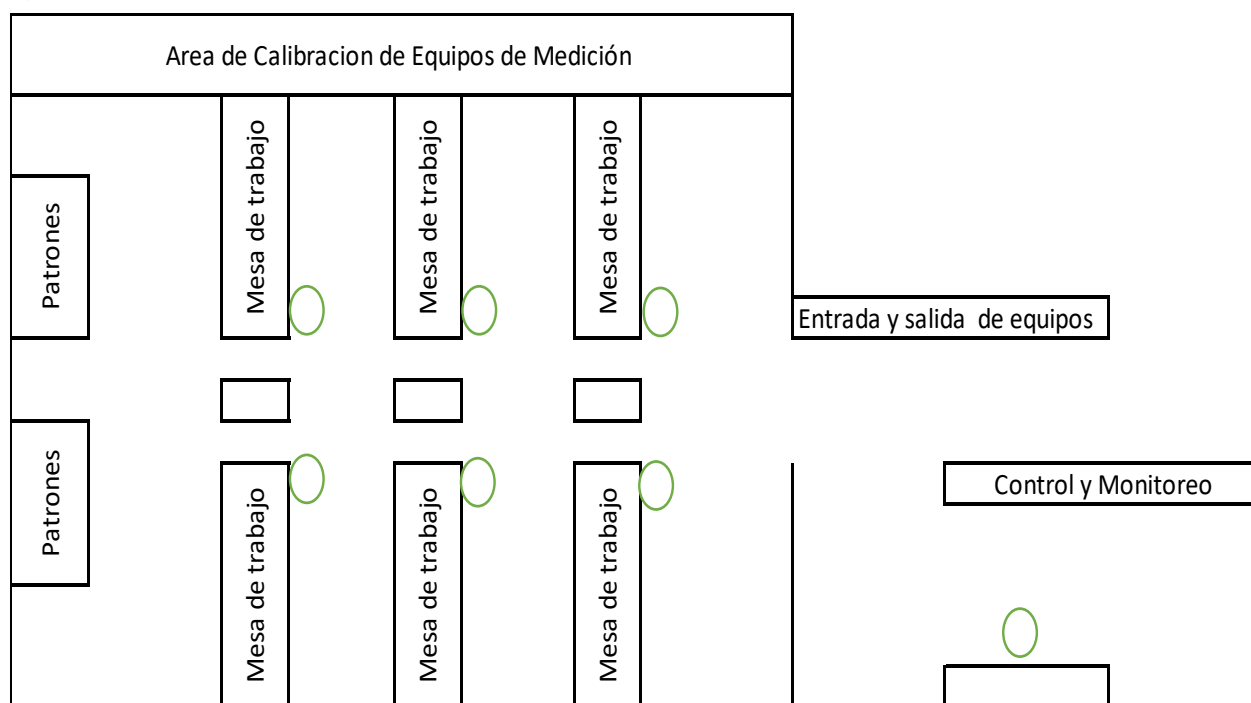 Area de Calibracion de Equipos de Medición
Mesa de trabajo
Mesa de trabajo
Mesa de trabajo
Patrones
Entrada y salida de equipos
Patrones
Mesa de trabajo
Mesa de trabajo
Mesa de trabajo
Control y Monitoreo